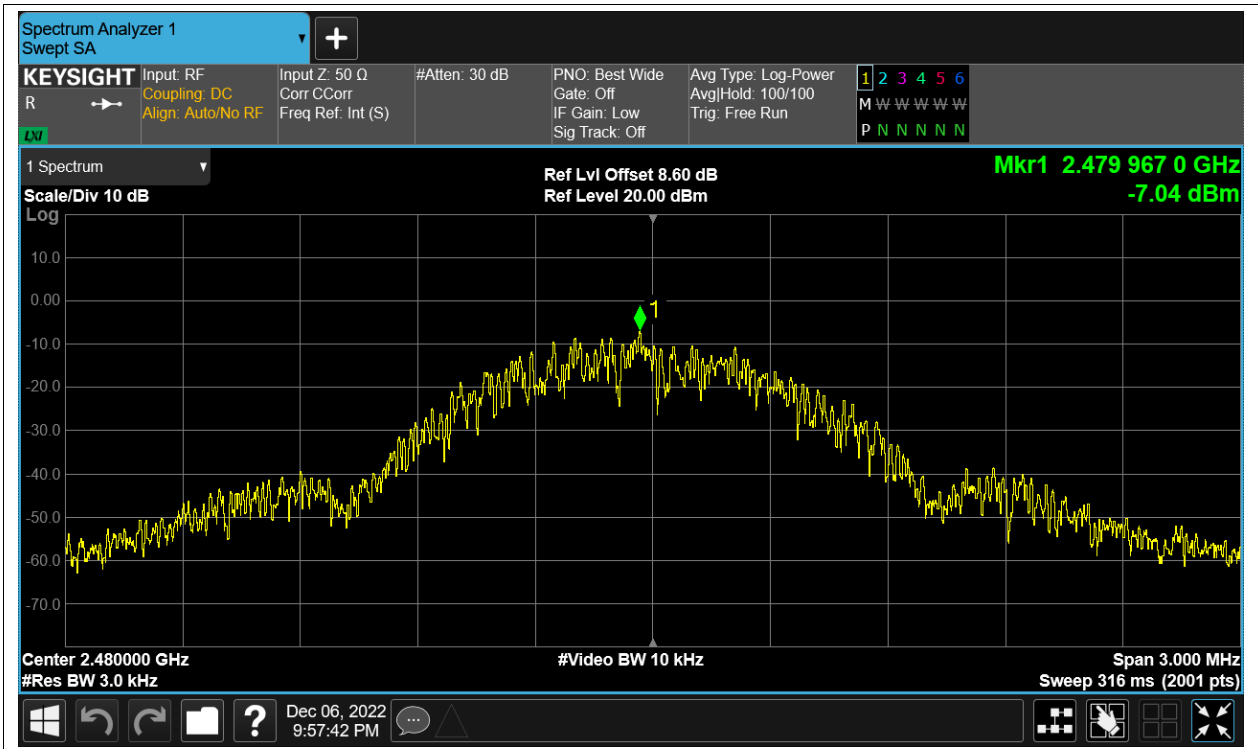 Spectrum Analyzer 1
Swept SA
+
KEYSIGHT
R
LXI
Input: RF
Coupling: DC
Align: Auto/No RF
Input Z: 50 Ω
Corr CCorr
Freq Ref: Int (S)
#Atten: 30 dB
PNO: Best Wide
Gate: Off
IF Gain: Low
Sig Track: Off
Avg Type: Log-Power
Avg|Hold: 100/100
Trig: Free Run
1 2 3 4 5 6
M W W W W W
P N N N N N
1 Spectrum
Scale/Div 10 dB
Log
Ref Lvl Offset 8.60 dB
Ref Level 20.00 dBm
Mkr1 2.479 967 0 GHz
-7.04 dBm
10.0
0.00
-10.0
-20.0
-30.0
-40.0
-50.0
-60.0
-70.0
1
Center 2.480000 GHz
#Res BW 3.0 kHz
#Video BW 10 kHz
Span 3.000 MHz
Sweep 316 ms (2001 pts)
?
Dec 06, 2022
9:57:42 PM